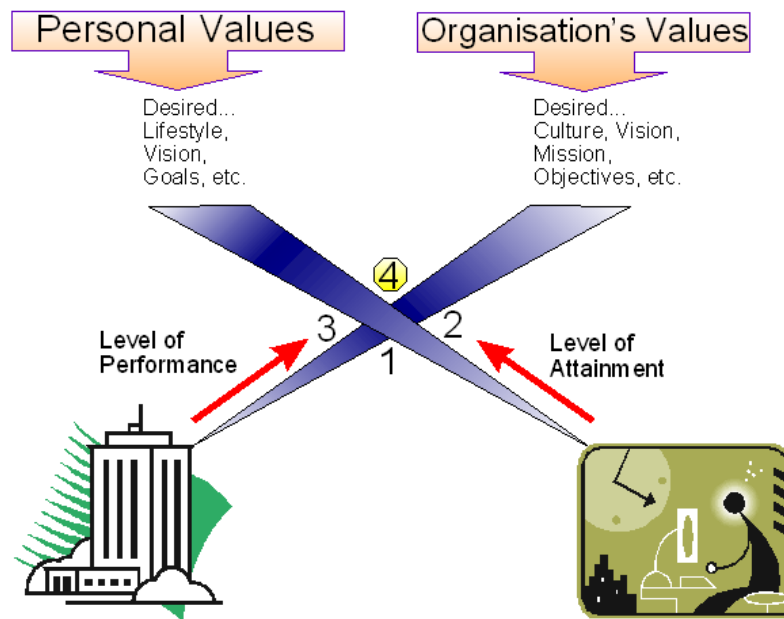 Personal Values
Organisation's Values
Desired...
Lifestyle,
Vision,
Goals, etc.
Desired...
Culture, Vision,
Mission,
Objectives, etc.
4
3
2
1
Level of
Performance
Level of
Attainment